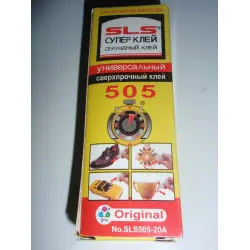 SLS
СУПЕР КЛЕЙ
СЕКУНДНЫЙ КЛЕЙ
УНИВЕРСАЛЬНЫЙ
сверхпрочный клей
505
Original
No.SLS505-20A